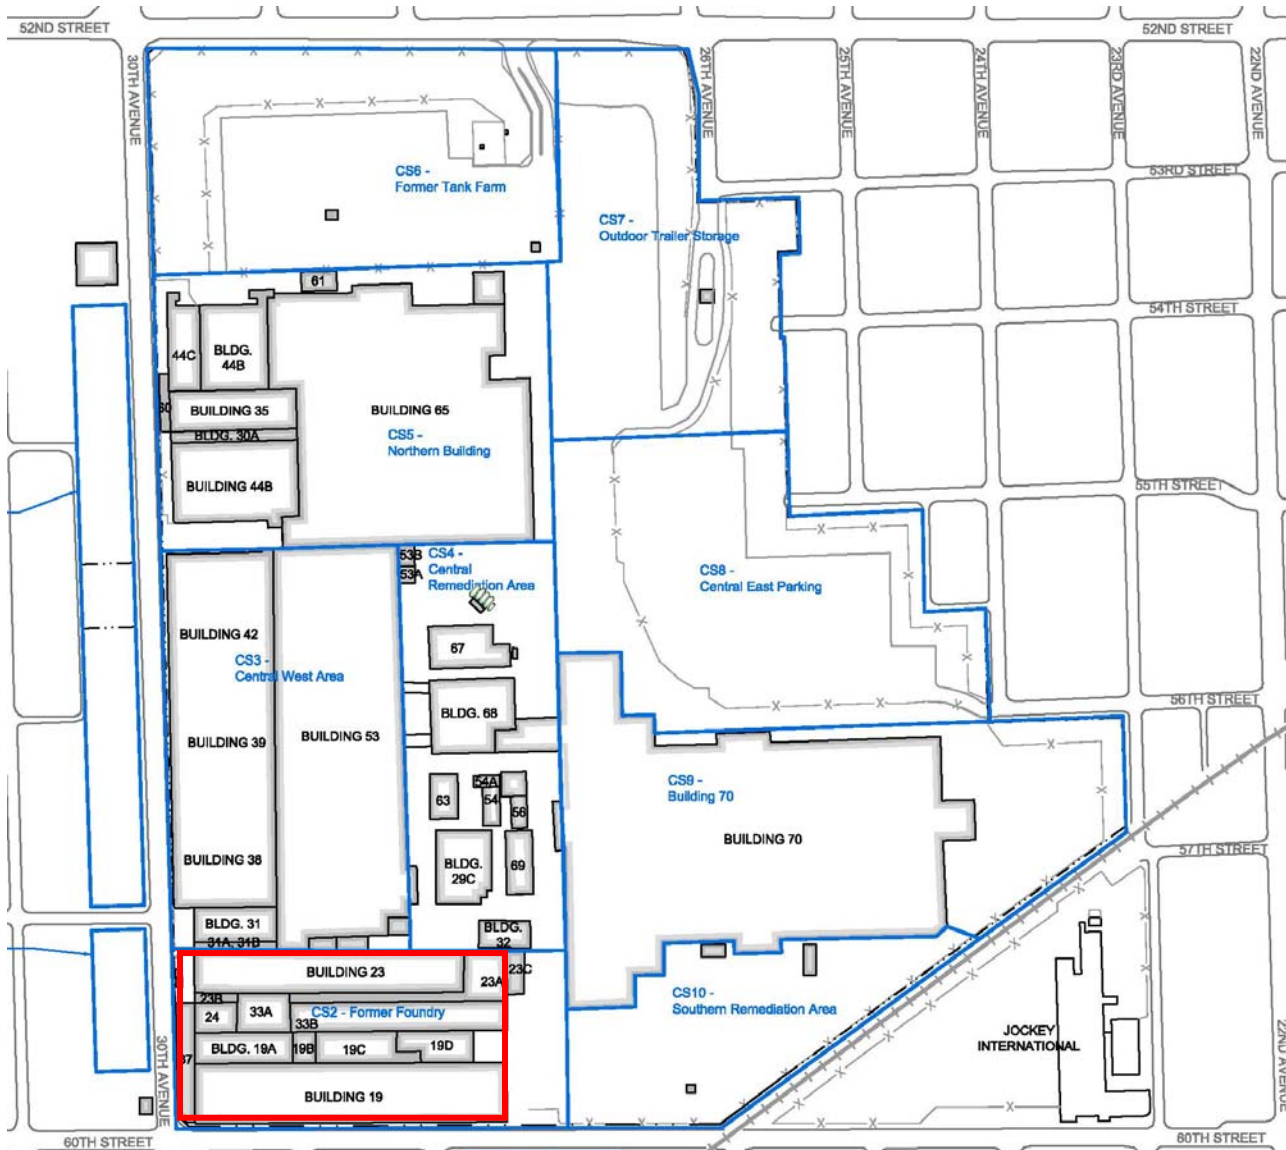 52ND STREET
52ND STREET
30TH AVENUE
26TH AVENUE
25TH AVENUE
24TH AVENUE
23RD AVENUE
22ND AVENUE
CS6 -
Former Tank Farm
53RD STREET
CS7 -
Outdoor Trailer Storage
61
54TH STREET
44C
BLDG.
44B
BUILDING 35
BUILDING 65
BLDG. 30A
CS5 -
Northern Building
BUILDING 44B
55TH STREET
53B
53A
CS4 -
Central
Remediation Area
CS8 -
Central East Parking
BUILDING 42
67
CS3 -
Central West Area
56TH STREET
BLDG. 68
BUILDING 39
BUILDING 53
CS9 -
Building 70
54A
63
54
56
BUILDING 70
57TH STREET
BUILDING 38
BLDG.
29C
69
BLDG. 31
31A, 31B
BLDG.
32
BUILDING 23
23A
23C
23B
24
33A
33B
CS2 - Former Foundry
CS10 -
Southern Remediation Area
JOCKEY
INTERNATIONAL
22ND AVENUE
30TH AVENUE
37
BLDG. 19A
19B
19C
19D
BUILDING 19
60TH STREET
60TH STREET